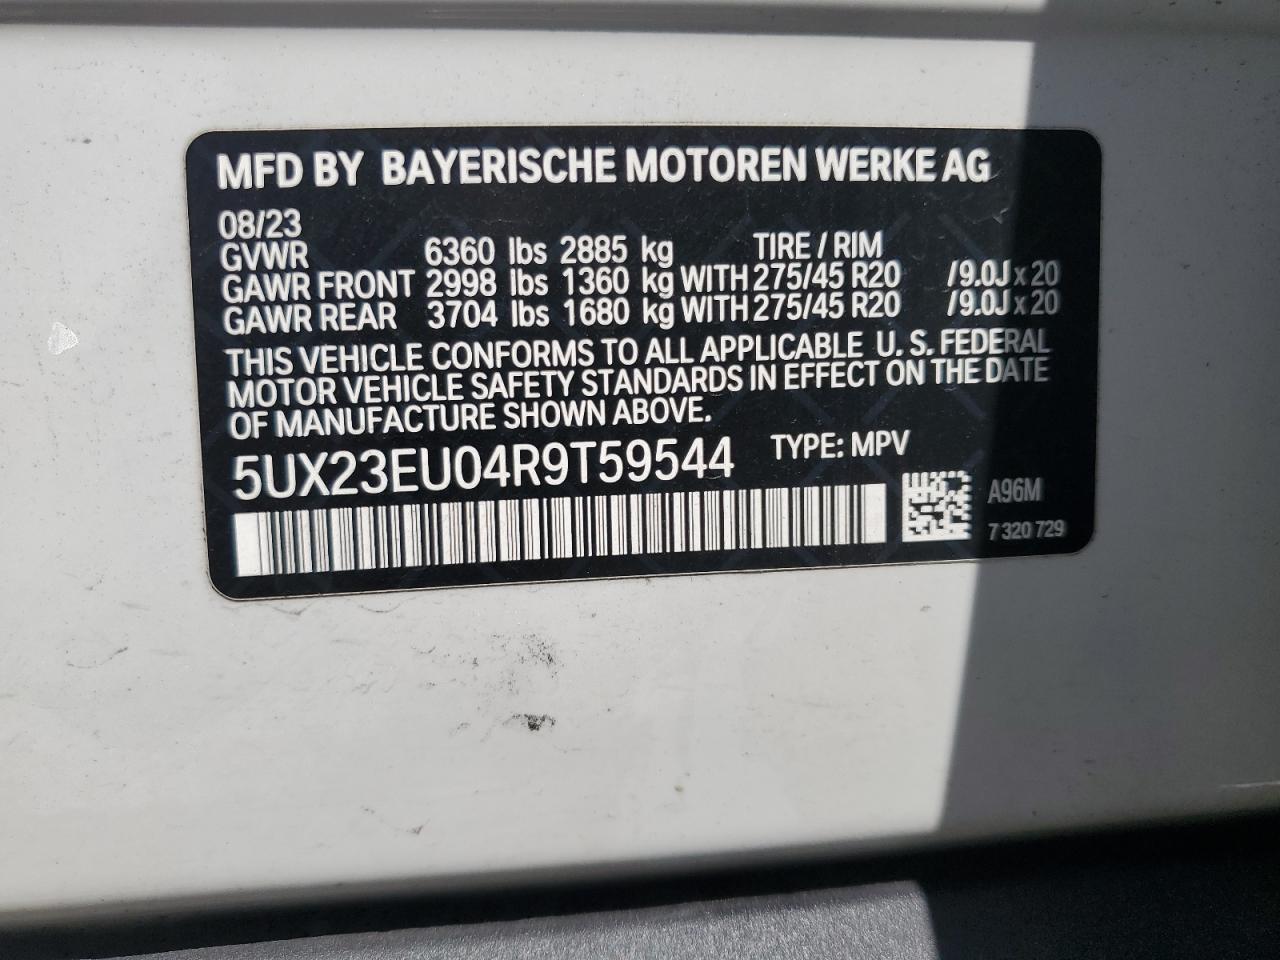 MFD BY BAYERISCHE MOTOREN WERKE AG
08/23
GVWR 6360 lbs 2885 kg TIRE / RIM
GAWR FRONT 2998 lbs 1360 kg WITH 275/45 R20 /9.0J x 20
GAWR REAR 3704 lbs 1680 kg WITH 275/45 R20 /9.0J x 20
THIS VEHICLE CONFORMS TO ALL APPLICABLE U. S. FEDERAL
MOTOR VEHICLE SAFETY STANDARDS IN EFFECT ON THE DATE
OF MANUFACTURE SHOWN ABOVE.
5UX23EU04R9T59544 TYPE: MPV
A96M
7 320 729